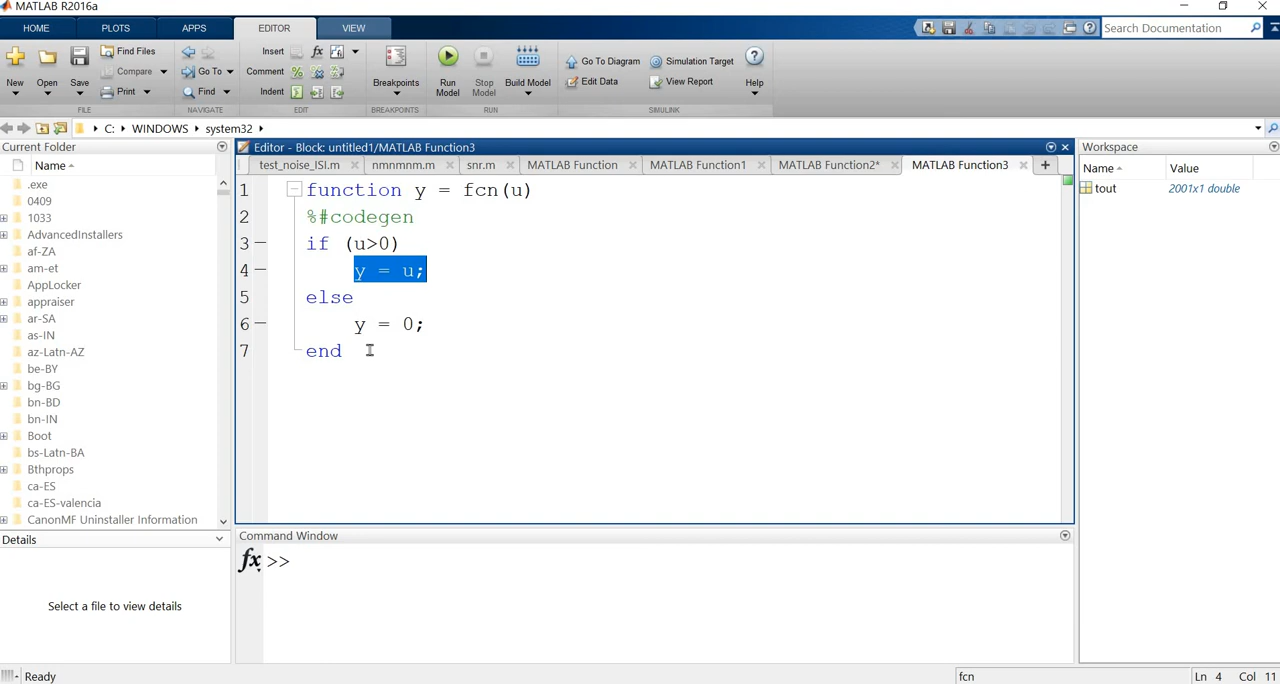 MATLAB R2016a
HOME PLOTS APPS EDITOR VIEW
Search Documentation
New Open Save Find Files Compare Print
FILE
Go To Find
NAVIGATE
Insert fx
Comment
Indent
EDIT
Breakpoints
BREAKPOINTS
Run Model Stop Model Build Model
RUN
Go To Diagram Simulation Target
Edit Data View Report
Help
SIMULINK
C: WINDOWS system32
Current Folder
Name
.exe
0409
1033
AdvancedInstallers
af-ZA
am-et
AppLocker
appraiser
ar-SA
as-IN
az-Latn-AZ
be-BY
bg-BG
bn-BD
bn-IN
Boot
bs-Latn-BA
Bthprops
ca-ES
ca-ES-valencia
CanonMF Uninstaller Information
Details
Select a file to view details
Editor - Block: untitled1/MATLAB Function3
test_noise_ISI.m nmnmnm.m snr.m MATLAB Function MATLAB Function1 MATLAB Function2* MATLAB Function3
1 function y = fcn(u)
2 %#codegen
3 if (u>0)
4 y = u;
5 else
6 y = 0;
7 end
Command Window
fx >>
Workspace
Name Value
tout 2001x1 double
Ready
fcn
Ln 4 Col 11